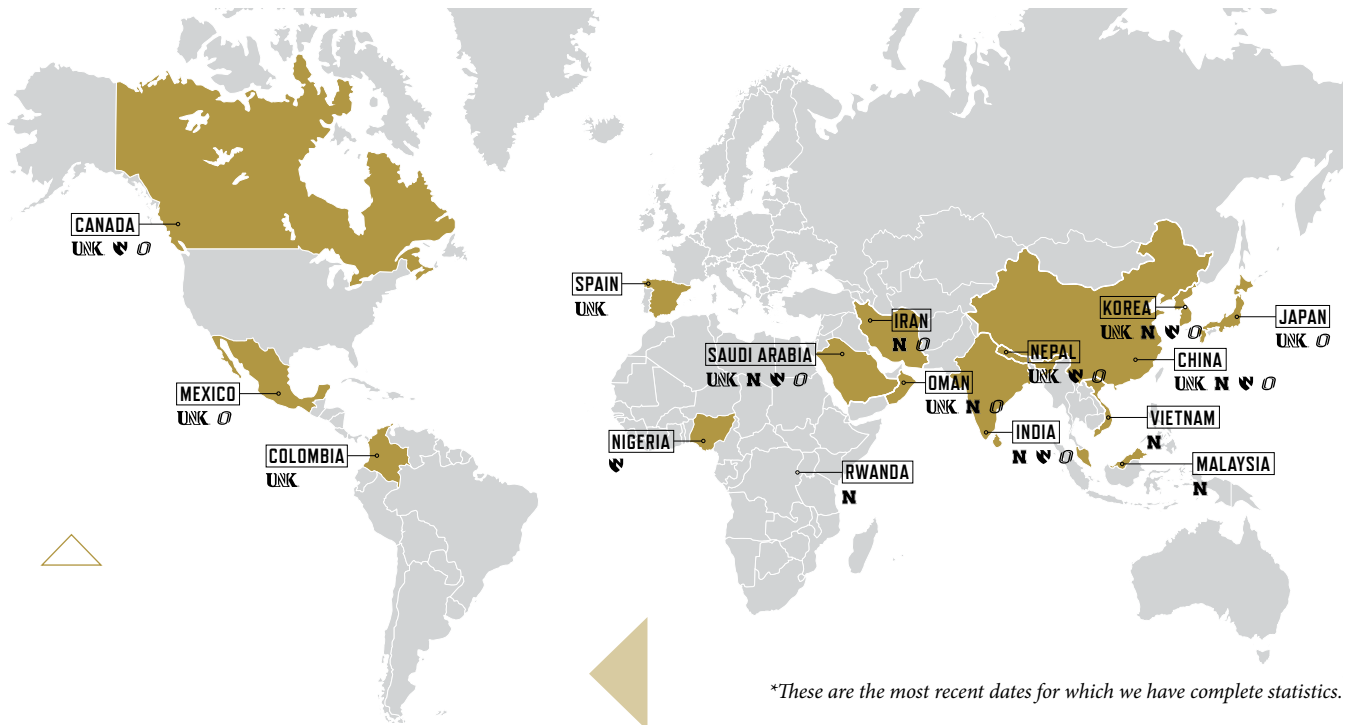 CANADA
UNK N O
SPAIN
UNK
IRAN
N O
KOREA
UNK N N O
JAPAN
UNK O
SAUDI ARABIA
UNK N N O
NEPAL
UNK N O
CHINA
UNK N N O
OMAN
UNK N O
MEXICO
UNK O
VIETNAM
N
INDIA
N N O
NIGERIA
N
COLOMBIA
UNK
RWANDA
N
MALAYSIA
N
*These are the most recent dates for which we have complete statistics.